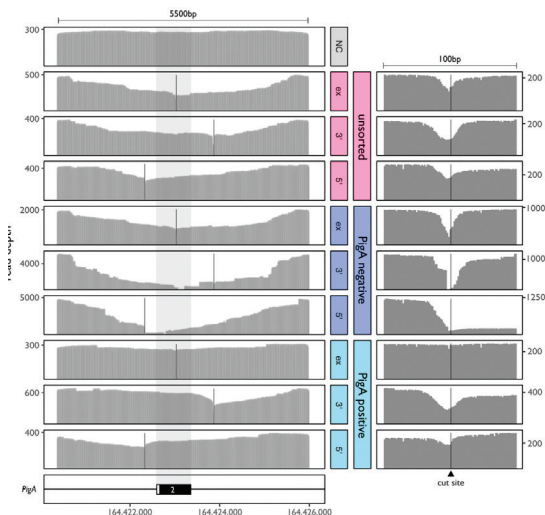 5500bp
300
NC
500
ex
unsorted
100bp
200
400
3'
200
400
5'
200
2000
ex
PigA negative
1000
4000
3'
1000
5000
5'
1250
300
ex
PigA positive
200
600
3'
400
400
5'
200
cut site
PigA
2
164.422.000
164.424.000
164.426.000